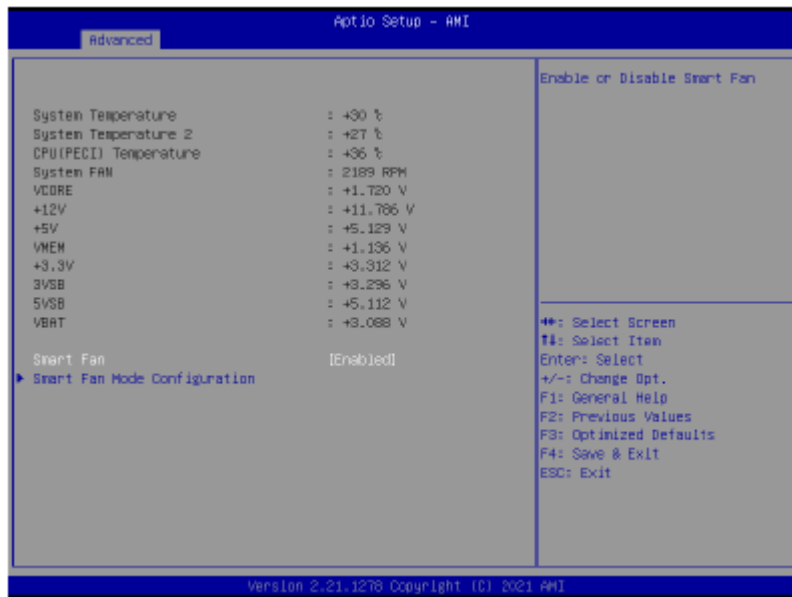 Aptio Setup - AMI
Advanced
System Temperature : +30 ℃
System Temperature 2 : +27 ℃
CPU(PECI) Temperature : +36 ℃
System FAN : 2189 RPM
VCORE : +1.720 V
+12V : +11.786 V
+5V : +5.129 V
VMEM : +1.136 V
+3.3V : +3.312 V
3VSB : +3.296 V
5VSB : +5.112 V
VBAT : +3.088 V
Smart Fan [Enabled]
▶ Smart Fan Mode Configuration
Enable or Disable Smart Fan
→←: Select Screen
↑↓: Select Item
Enter: Select
+/-: Change Opt.
F1: General Help
F2: Previous Values
F3: Optimized Defaults
F4: Save & Exit
ESC: Exit
Version 2.21.1278 Copyright (C) 2021 AMI